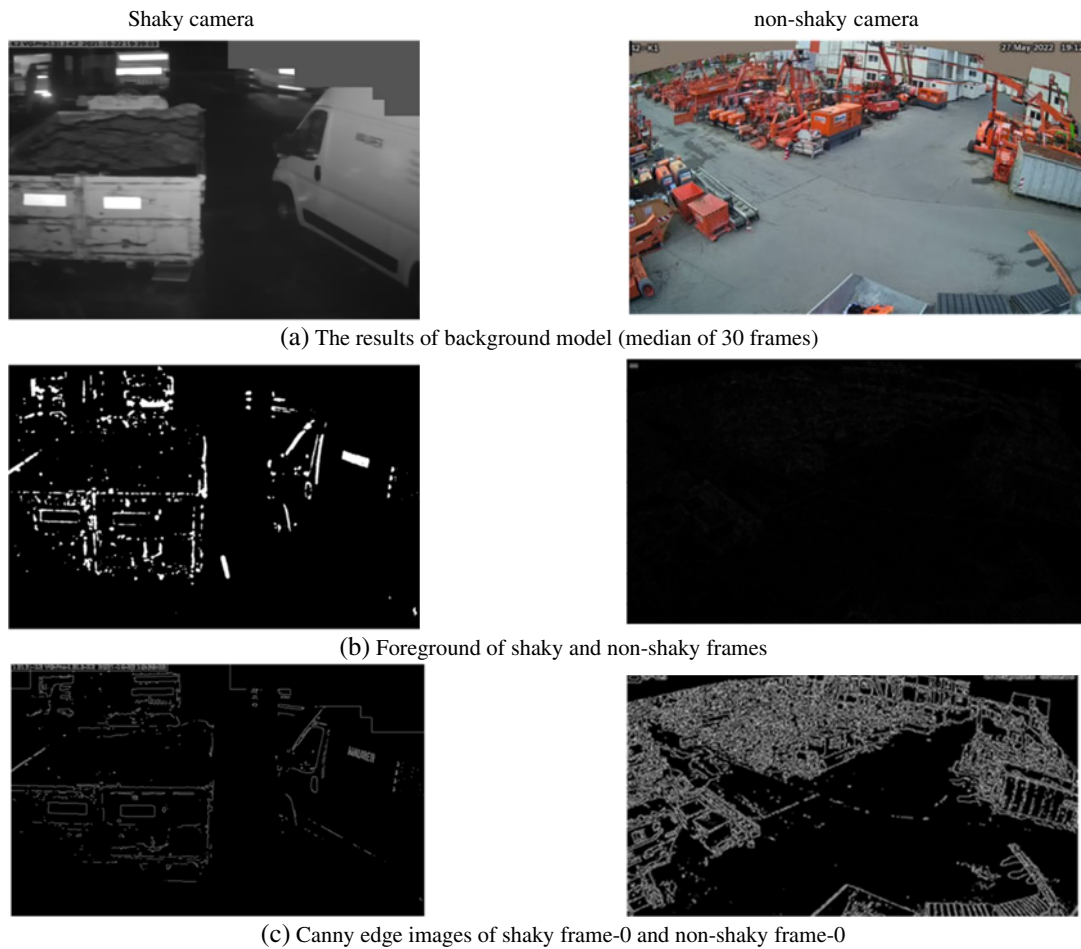 Shaky camera
non-shaky camera
27 May 2022
(a) The results of background model (median of 30 frames)
(b) Foreground of shaky and non-shaky frames
MAURER
(c) Canny edge images of shaky frame-0 and non-shaky frame-0